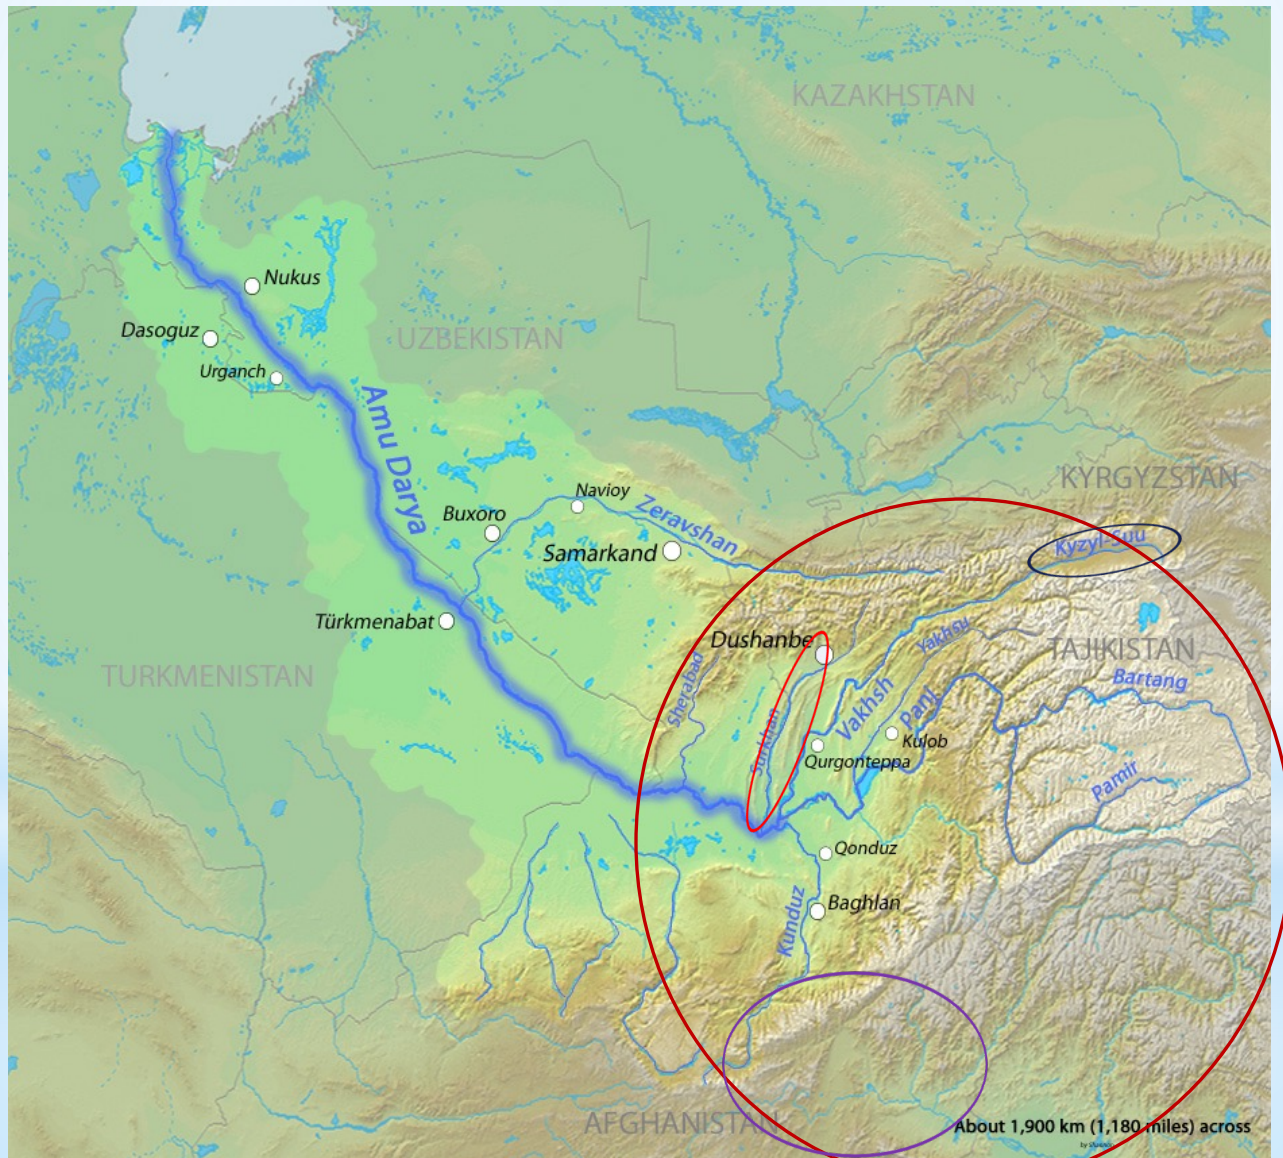 KAZAKHSTAN
Nukus
Dasoguz
UZBEKISTAN
Urganch
Amu Darya
KYRGYZSTAN
Navioy
Buxoro
Zeravshan
Samarkand
Kyzyl-Suu
Türkmenabat
Dushanbe
Yakhsu
TAJIKISTAN
TURKMENISTAN
Sherabad
Bartang
Vakhsh
Panj
Surkhan
Kulob
Qurgonteppa
Pamir
Qonduz
Baghlan
Kunduz
AFGHANISTAN
About 1,900 km (1,180 miles) across